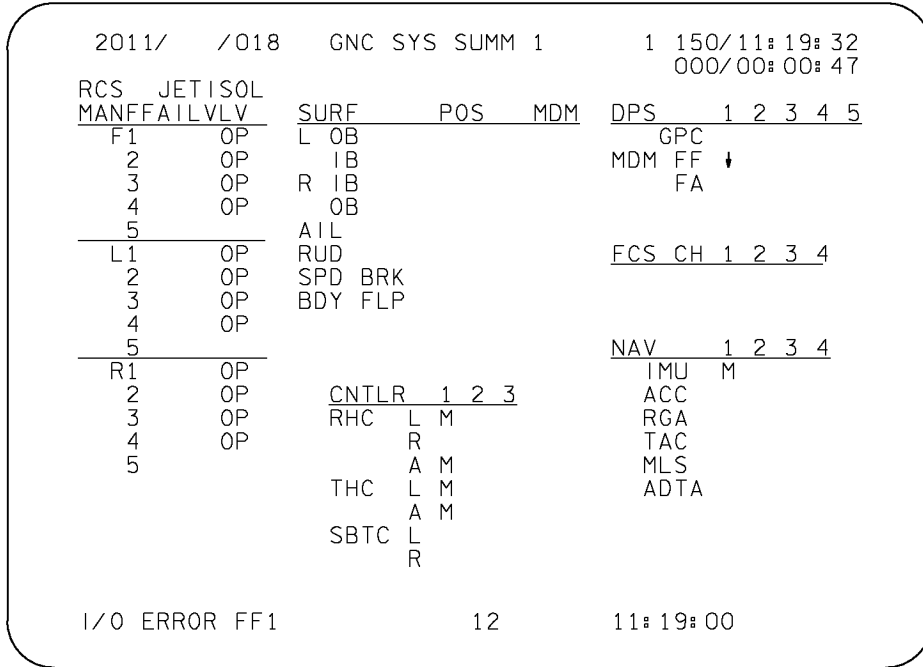 2011/ /018 GNC SYS SUMM 1 1 150/11:19:32
000/00:00:47
RCS JETISOL
MANFFAILVLV SURF POS MDM DPS 1 2 3 4 5
F1 OP L OB GPC
2 OP IB MDM FF ↓
3 OP R IB FA
4 OP OB
5 AIL
L1 OP RUD FCS CH 1 2 3 4
2 OP SPD BRK
3 OP BDY FLP
4 OP
5 NAV 1 2 3 4
R1 OP IMU M
2 OP CNTLR 1 2 3 ACC
3 OP RHC L M RGA
4 OP R TAC
5 A M MLS
THC L M ADTA
A M
SBTC L
R
I/O ERROR FF1 12 11:19:00